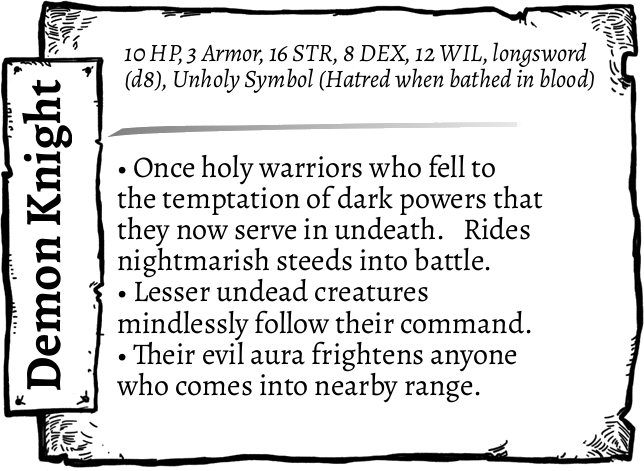 Demon Knight
10 HP, 3 Armor, 16 STR, 8 DEX, 12 WIL, longsword
(d8), Unholy Symbol (Hatred when bathed in blood)
• Once holy warriors who fell to
the temptation of dark powers that
they now serve in undeath.   Rides
nightmarish steeds into battle.
• Lesser undead creatures
mindlessly follow their command.
• Their evil aura frightens anyone
who comes into nearby range.